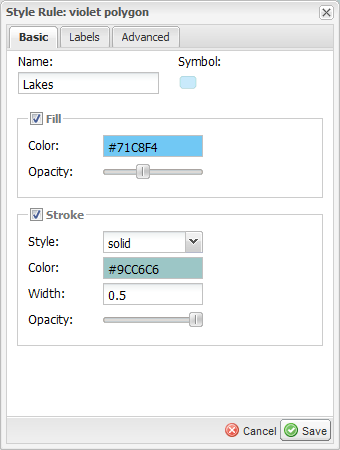 Style Rule: violet polygon
Basic Labels Advanced
Name: Symbol:
Lakes
Fill
Color: #71C8F4
Opacity:
Stroke
Style: solid
Color: #9CC6C6
Width: 0.5
Opacity:
Cancel Save